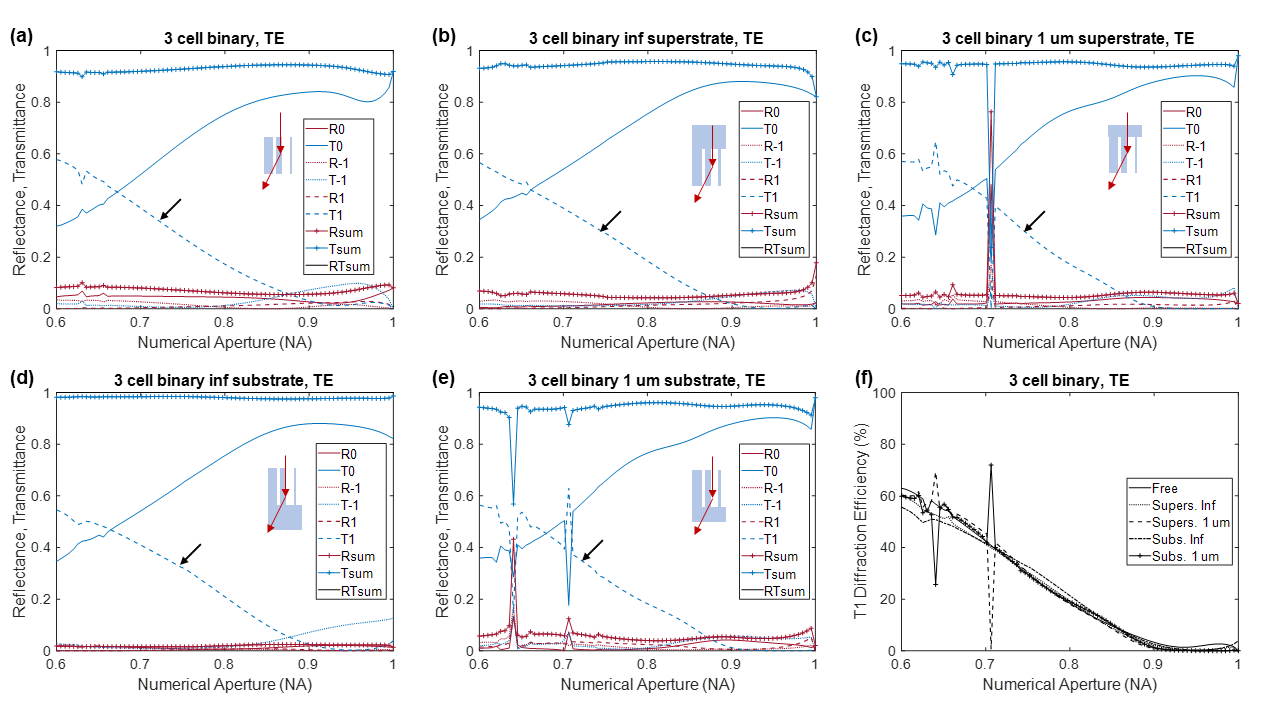 (a)
3 cell binary, TE
Reflectance, Transmittance
1
0.8
0.6
0.4
0.2
0
0.6
0.7
0.8
0.9
1
Numerical Aperture (NA)
R0
T0
R-1
T-1
R1
T1
Rsum
Tsum
RTsum
(b)
3 cell binary inf superstrate, TE
Reflectance, Transmittance
1
0.8
0.6
0.4
0.2
0
0.6
0.7
0.8
0.9
1
Numerical Aperture (NA)
R0
T0
R-1
T-1
R1
T1
Rsum
Tsum
RTsum
(c)
3 cell binary 1 um superstrate, TE
Reflectance, Transmittance
1
0.8
0.6
0.4
0.2
0
0.6
0.7
0.8
0.9
1
Numerical Aperture (NA)
R0
T0
R-1
T-1
R1
T1
Rsum
Tsum
RTsum
(d)
3 cell binary inf substrate, TE
Reflectance, Transmittance
1
0.8
0.6
0.4
0.2
0
0.6
0.7
0.8
0.9
1
Numerical Aperture (NA)
R0
T0
R-1
T-1
R1
T1
Rsum
Tsum
RTsum
(e)
3 cell binary 1 um substrate, TE
Reflectance, Transmittance
1
0.8
0.6
0.4
0.2
0
0.6
0.7
0.8
0.9
1
Numerical Aperture (NA)
R0
T0
R-1
T-1
R1
T1
Rsum
Tsum
RTsum
(f)
3 cell binary, TE
T1 Diffraction Efficiency (%)
100
80
60
40
20
0
0.6
0.7
0.8
0.9
1
Numerical Aperture (NA)
Free
Supers. Inf
Supers. 1 um
Subs. Inf
Subs. 1 um